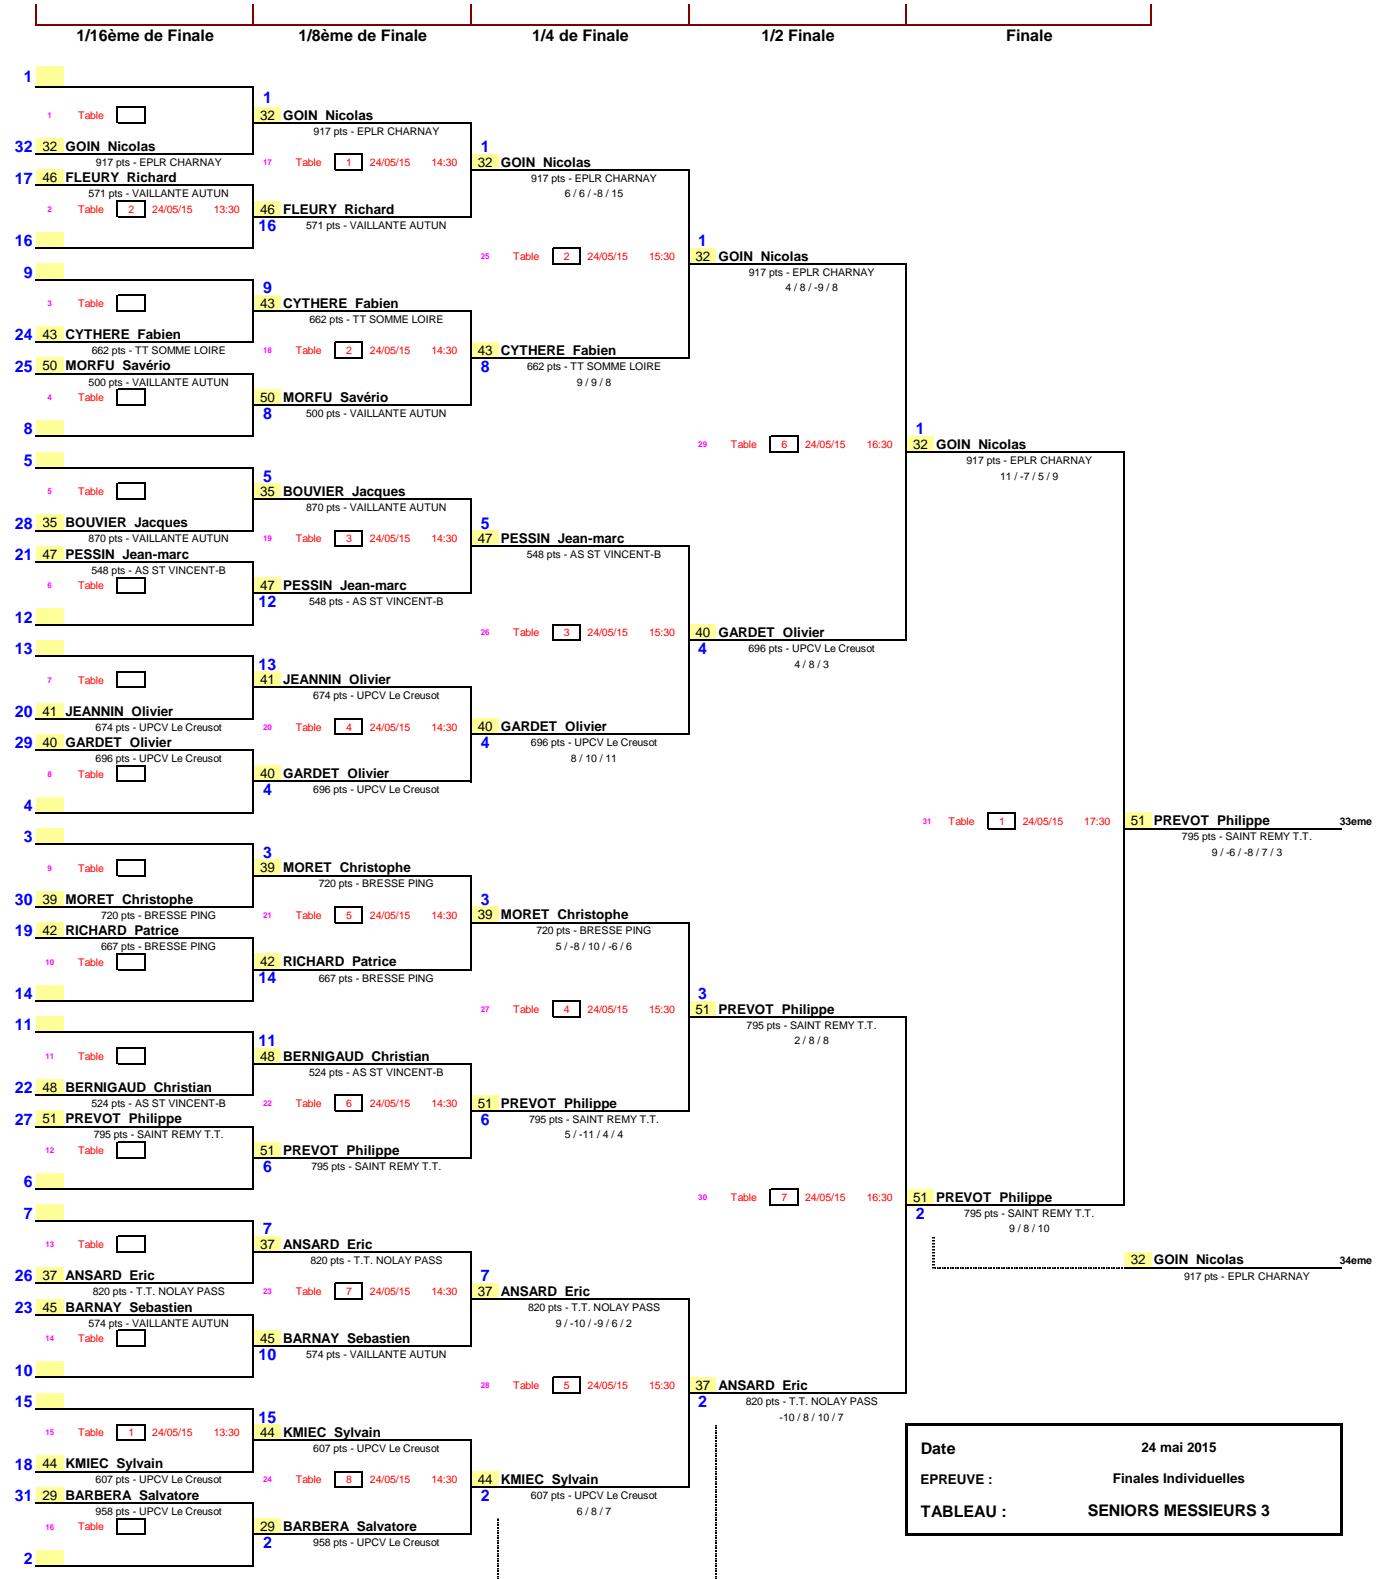 1/16ème de Finale
1/8ème de Finale
1/4 de Finale
1/2 Finale
Finale
1
1 Table
32 32 GOIN Nicolas
917 pts - EPLR CHARNAY
17 46 FLEURY Richard
571 pts - VAILLANTE AUTUN
2 Table 2 24/05/15 13:30
16
9
3 Table
24 43 CYTHERE Fabien
662 pts - TT SOMME LOIRE
25 50 MORFU Savério
500 pts - VAILLANTE AUTUN
4 Table
8
5
5 Table
28 35 BOUVIER Jacques
870 pts - VAILLANTE AUTUN
21 47 PESSIN Jean-marc
548 pts - AS ST VINCENT-B
6 Table
12
13
7 Table
20 41 JEANNIN Olivier
674 pts - UPCV Le Creusot
29 40 GARDET Olivier
696 pts - UPCV Le Creusot
8 Table
4
3
9 Table
30 39 MORET Christophe
720 pts - BRESSE PING
19 42 RICHARD Patrice
667 pts - BRESSE PING
10 Table
14
11
11 Table
22 48 BERNIGAUD Christian
524 pts - AS ST VINCENT-B
27 51 PREVOT Philippe
795 pts - SAINT REMY T.T.
12 Table
6
7
13 Table
26 37 ANSARD Eric
820 pts - T.T. NOLAY PASS
23 45 BARNAY Sebastien
574 pts - VAILLANTE AUTUN
14 Table
10
15
15 Table 1 24/05/15 13:30
18 44 KMIEC Sylvain
607 pts - UPCV Le Creusot
31 29 BARBERA Salvatore
958 pts - UPCV Le Creusot
16 Table
2
1
32 GOIN Nicolas
917 pts - EPLR CHARNAY
17 Table 1 24/05/15 14:30
46 FLEURY Richard
16 571 pts - VAILLANTE AUTUN
9
43 CYTHERE Fabien
662 pts - TT SOMME LOIRE
18 Table 2 24/05/15 14:30
50 MORFU Savério
8 500 pts - VAILLANTE AUTUN
5
35 BOUVIER Jacques
870 pts - VAILLANTE AUTUN
19 Table 3 24/05/15 14:30
47 PESSIN Jean-marc
12 548 pts - AS ST VINCENT-B
13
41 JEANNIN Olivier
674 pts - UPCV Le Creusot
20 Table 4 24/05/15 14:30
40 GARDET Olivier
4 696 pts - UPCV Le Creusot
3
39 MORET Christophe
720 pts - BRESSE PING
21 Table 5 24/05/15 14:30
42 RICHARD Patrice
14 667 pts - BRESSE PING
11
48 BERNIGAUD Christian
524 pts - AS ST VINCENT-B
22 Table 6 24/05/15 14:30
51 PREVOT Philippe
6 795 pts - SAINT REMY T.T.
7
37 ANSARD Eric
820 pts - T.T. NOLAY PASS
23 Table 7 24/05/15 14:30
45 BARNAY Sebastien
10 574 pts - VAILLANTE AUTUN
15
44 KMIEC Sylvain
607 pts - UPCV Le Creusot
24 Table 8 24/05/15 14:30
29 BARBERA Salvatore
2 958 pts - UPCV Le Creusot
1
32 GOIN Nicolas
917 pts - EPLR CHARNAY
6 / 6 / -8 / 15
25 Table 2 24/05/15 15:30
43 CYTHERE Fabien
8 662 pts - TT SOMME LOIRE
9 / 9 / 8
5
47 PESSIN Jean-marc
548 pts - AS ST VINCENT-B
26 Table 3 24/05/15 15:30
40 GARDET Olivier
4 696 pts - UPCV Le Creusot
8 / 10 / 11
3
39 MORET Christophe
720 pts - BRESSE PING
5 / -8 / 10 / -6 / 6
27 Table 4 24/05/15 15:30
51 PREVOT Philippe
6 795 pts - SAINT REMY T.T.
5 / -11 / 4 / 4
7
37 ANSARD Eric
820 pts - T.T. NOLAY PASS
9 / -10 / -9 / 6 / 2
28 Table 5 24/05/15 15:30
44 KMIEC Sylvain
2 607 pts - UPCV Le Creusot
6 / 8 / 7
1
32 GOIN Nicolas
917 pts - EPLR CHARNAY
4 / 8 / -9 / 8
29 Table 6 24/05/15 16:30
40 GARDET Olivier
4 696 pts - UPCV Le Creusot
4 / 8 / 3
3
51 PREVOT Philippe
795 pts - SAINT REMY T.T.
2 / 8 / 8
30 Table 7 24/05/15 16:30
37 ANSARD Eric
2 820 pts - T.T. NOLAY PASS
-10 / 8 / 10 / 7
1
32 GOIN Nicolas
917 pts - EPLR CHARNAY
11 / -7 / 5 / 9
31 Table 1 24/05/15 17:30
51 PREVOT Philippe
2 795 pts - SAINT REMY T.T.
9 / 8 / 10
51 PREVOT Philippe 33eme
795 pts - SAINT REMY T.T.
9 / -6 / -8 / 7 / 3
32 GOIN Nicolas 34eme
917 pts - EPLR CHARNAY
Date 24 mai 2015
EPREUVE : Finales Individuelles
TABLEAU : SENIORS MESSIEURS 3